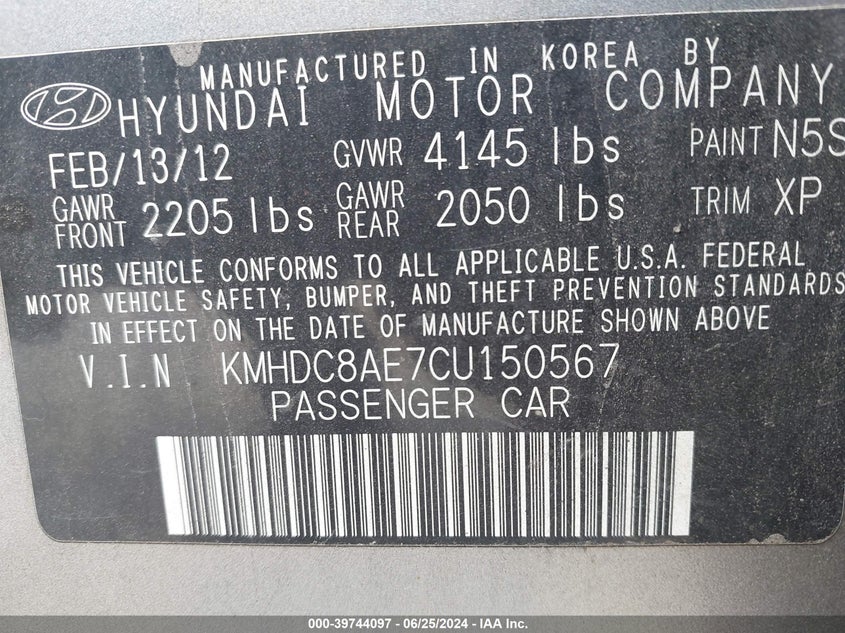 MANUFACTURED IN KOREA BY
HYUNDAI MOTOR COMPANY
FEB/13/12 GVWR 4145 lbs PAINT N5S
GAWR FRONT 2205 lbs GAWR REAR 2050 lbs TRIM XP
THIS VEHICLE CONFORMS TO ALL APPLICABLE U.S.A. FEDERAL
MOTOR VEHICLE SAFETY, BUMPER, AND THEFT PREVENTION STANDARDS
IN EFFECT ON THE DATE OF MANUFACTURE SHOWN ABOVE
V.I.N KMHDC8AE7CU150567
PASSENGER CAR
000-39744097 - 06/25/2024 - IAA Inc.